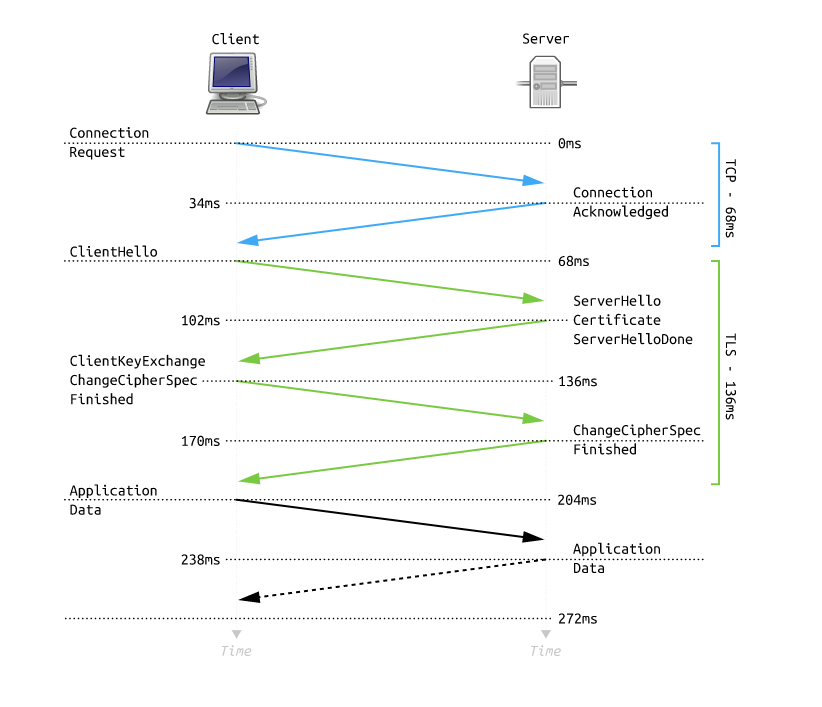 Client
Server
Connection
Request
0ms
34ms
Connection
Acknowledged
TCP - 68ms
ClientHello
68ms
102ms
ServerHello
Certificate
ServerHelloDone
ClientKeyExchange
ChangeCipherSpec
Finished
136ms
TLS - 136ms
170ms
ChangeCipherSpec
Finished
Application
Data
204ms
238ms
Application
Data
272ms
Time
Time